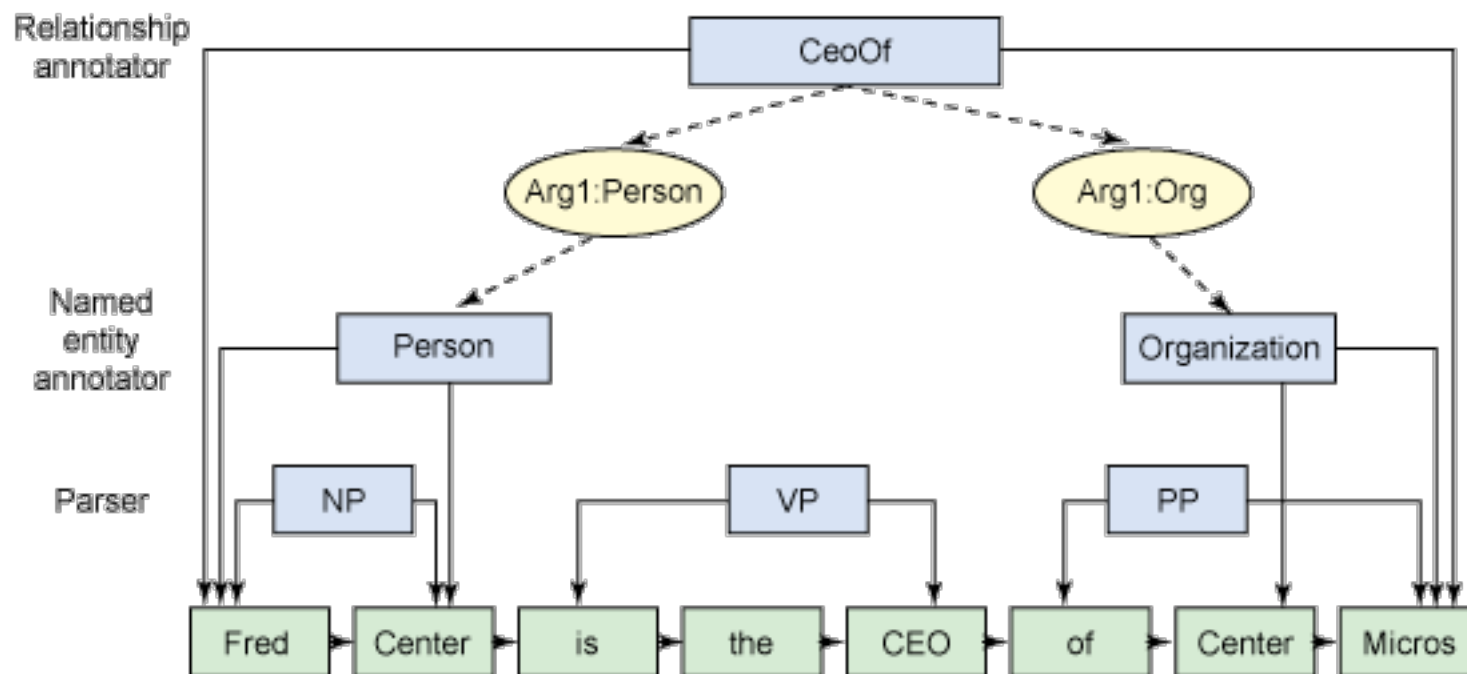 Relationship
annotator
CeoOf
Arg1:Person
Arg1:Org
Named
entity
annotator
Person
Organization
Parser
NP
VP
PP
Fred
Center
is
the
CEO
of
Center
Micros